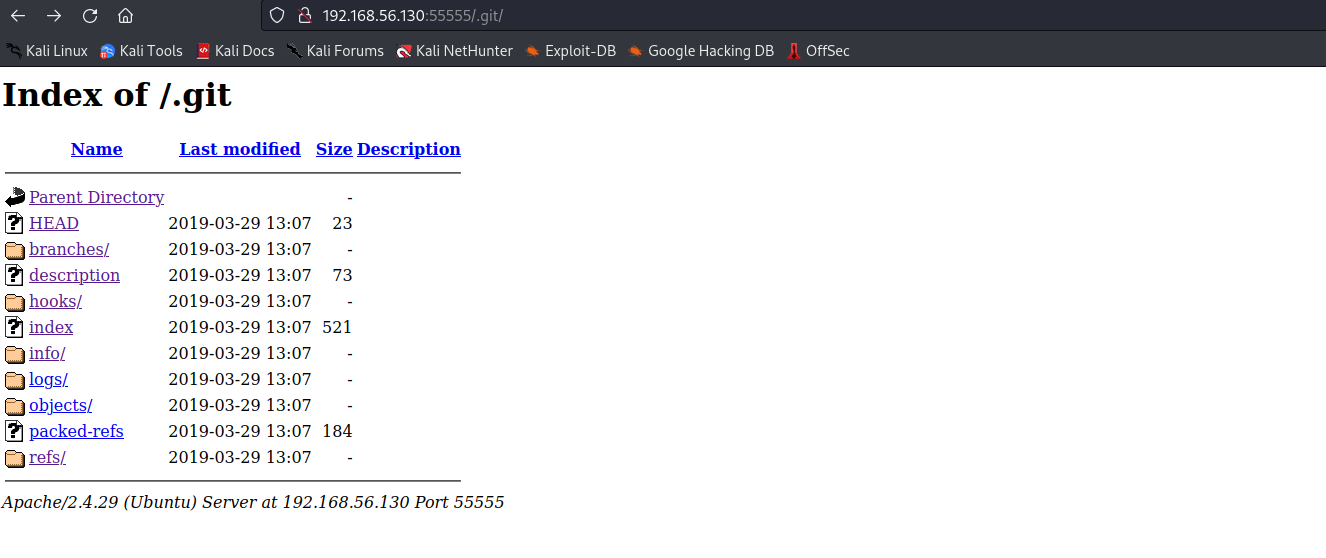 192.168.56.130:55555/.git/
Kali Linux Kali Tools Kali Docs Kali Forums Kali NetHunter Exploit-DB Google Hacking DB OffSec
Index of /.git
Name Last modified Size Description
Parent Directory -
HEAD 2019-03-29 13:07 23
branches/ 2019-03-29 13:07 -
description 2019-03-29 13:07 73
hooks/ 2019-03-29 13:07 -
index 2019-03-29 13:07 521
info/ 2019-03-29 13:07 -
logs/ 2019-03-29 13:07 -
objects/ 2019-03-29 13:07 -
packed-refs 2019-03-29 13:07 184
refs/ 2019-03-29 13:07 -
Apache/2.4.29 (Ubuntu) Server at 192.168.56.130 Port 55555